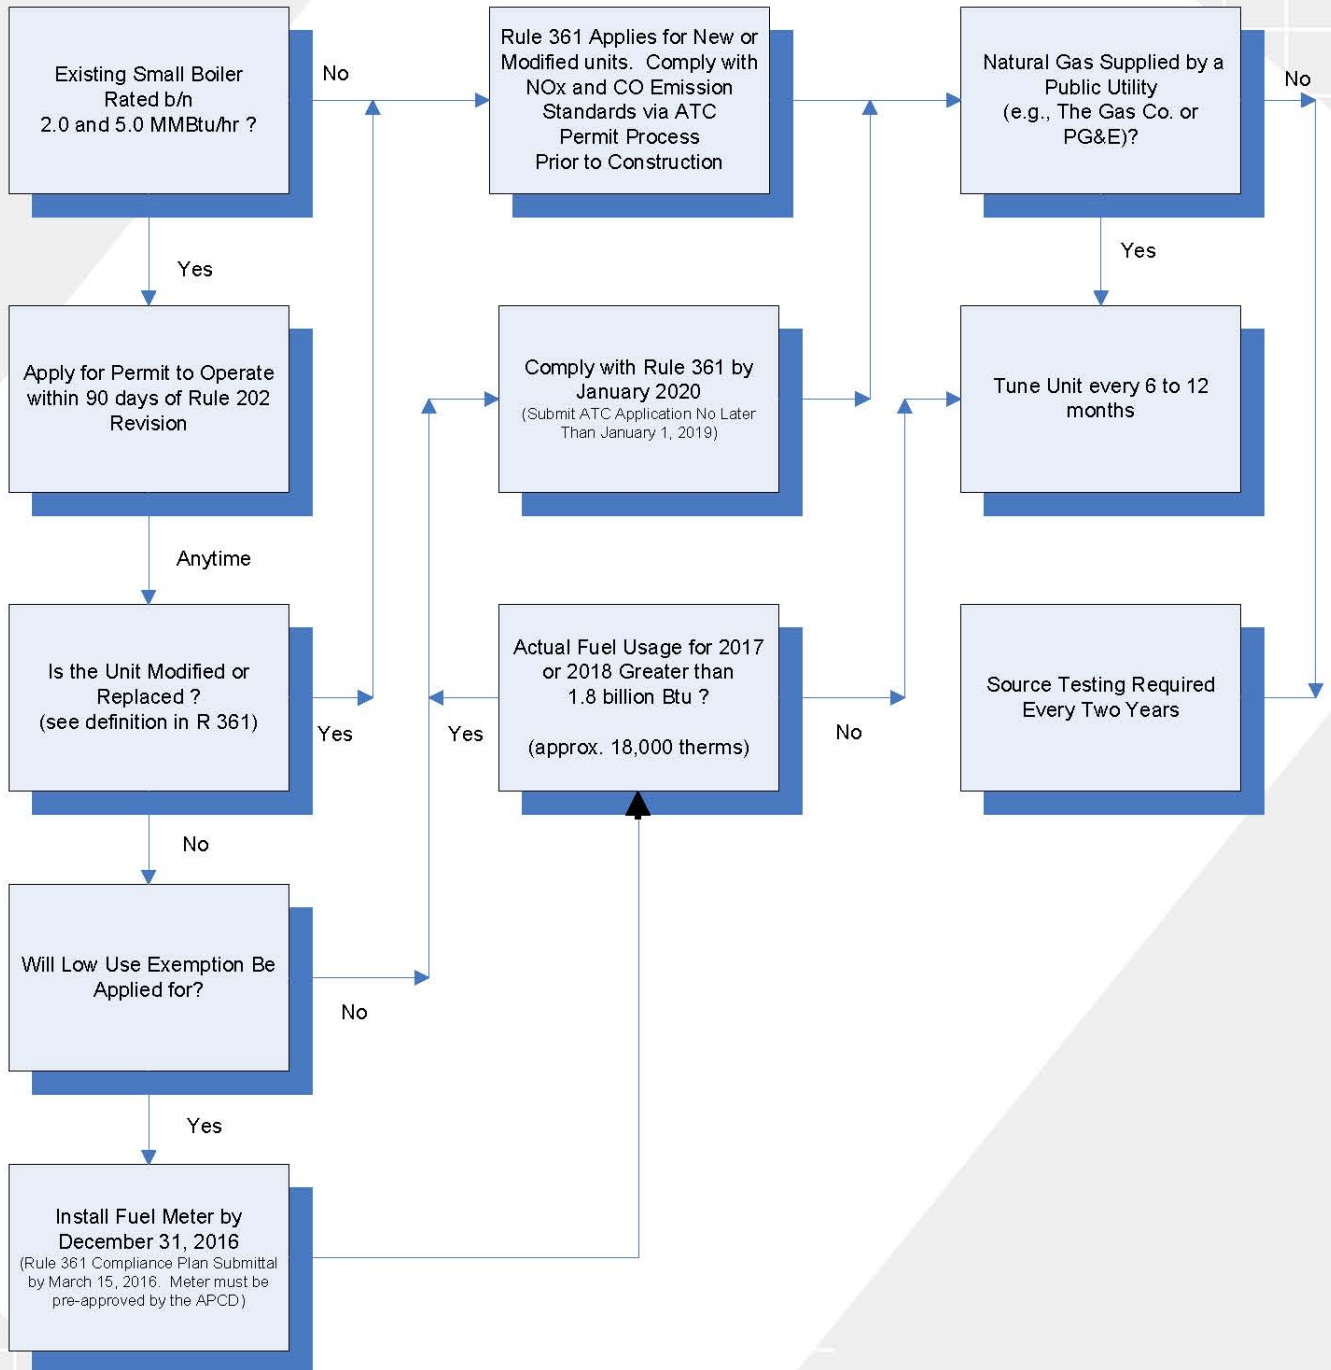 Existing Small Boiler
Rated b/n
2.0 and 5.0 MMBtu/hr ?
No
Rule 361 Applies for New or
Modified units.  Comply with
NOx and CO Emission
Standards via ATC
Permit Process
Prior to Construction
Natural Gas Supplied by a
Public Utility
(e.g., The Gas Co. or
PG&E)?
No
Yes
Yes
Apply for Permit to Operate
within 90 days of Rule 202
Revision
Comply with Rule 361 by
January 2020
(Submit ATC Application No Later
Than January 1, 2019)
Tune Unit every 6 to 12
months
Anytime
Is the Unit Modified or
Replaced ?
(see definition in R 361)
Yes
Yes
Actual Fuel Usage for 2017
or 2018 Greater than
1.8 billion Btu ?
(approx. 18,000 therms)
No
Source Testing Required
Every Two Years
No
Will Low Use Exemption Be
Applied for?
No
Yes
Install Fuel Meter by
December 31, 2016
(Rule 361 Compliance Plan Submittal
by March 15, 2016.  Meter must be
pre-approved by the APCD)